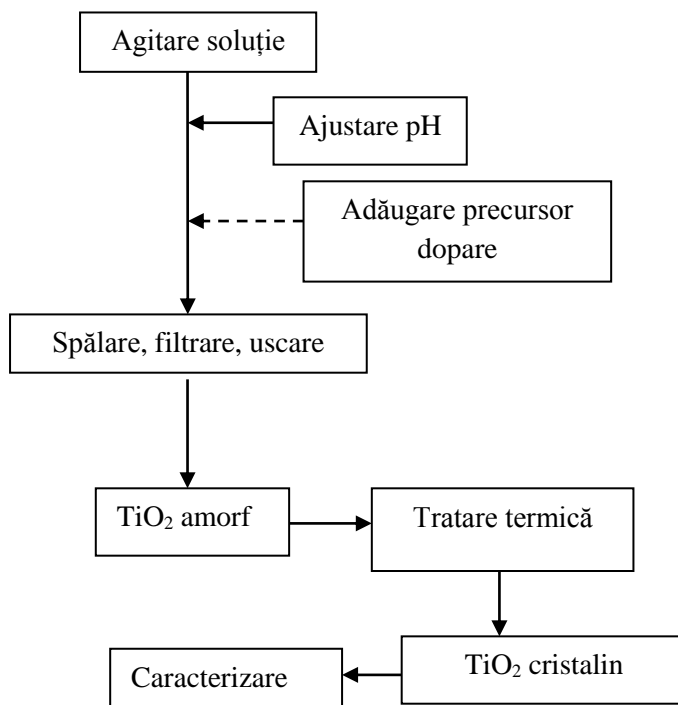 Agitare soluție
Ajustare pH
Adăugare precursor
dopare
Spălare, filtrare, uscare
TiO₂ amorf
Tratare termică
TiO₂ cristalin
Caracterizare